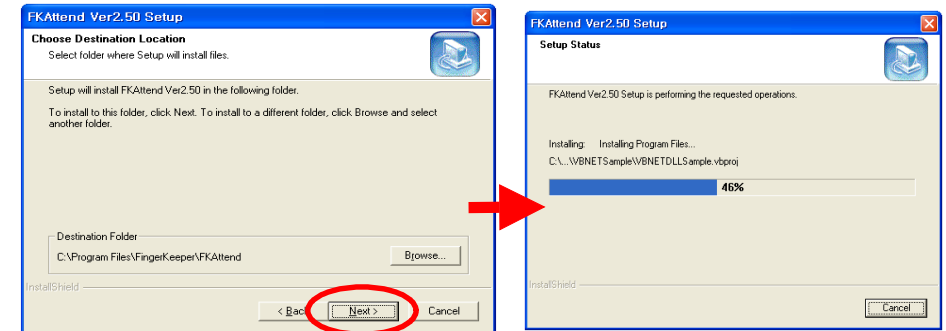 FKAttend Ver2.50 Setup
Choose Destination Location
Select folder where Setup will install files.
Setup will install FKAttend Ver2.50 in the following folder.
To install to this folder, click Next. To install to a different folder, click Browse and select
another folder.
Destination Folder
C:\Program Files\FingerKeeper\FKAttend
Browse...
InstallShield
< Back
Next >
Cancel
FKAttend Ver2.50 Setup
Setup Status
FKAttend Ver2.50 Setup is performing the requested operations.
Installing: Installing Program Files...
C:\...\VBNETSample\VBNETDLLSample.vbproj
46%
InstallShield
Cancel